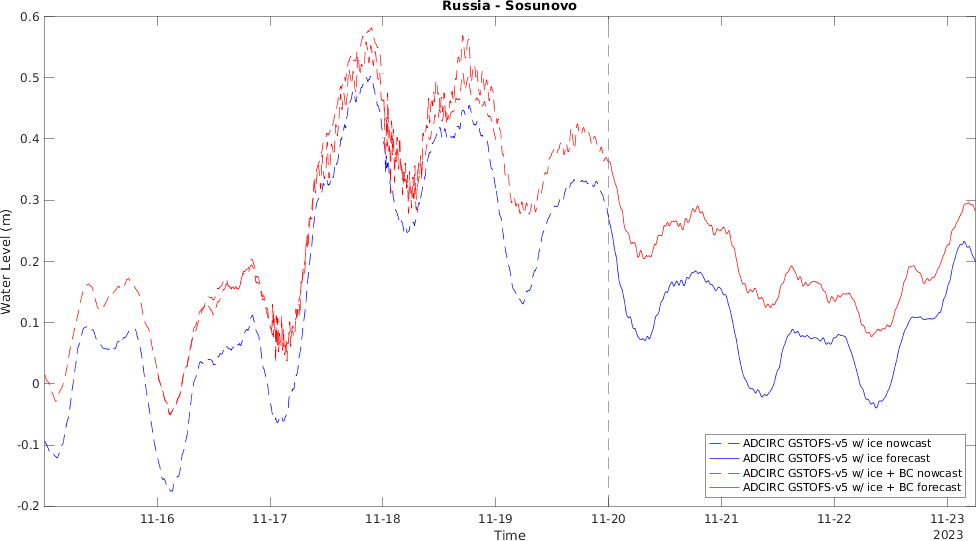 Russia - Sosunovo
Water Level (m)
0.6
0.5
0.4
0.3
0.2
0.1
0
-0.1
-0.2
ADCIRC GSTOFS-v5 w/ ice nowcast
ADCIRC GSTOFS-v5 w/ ice forecast
ADCIRC GSTOFS-v5 w/ ice + BC nowcast
ADCIRC GSTOFS-v5 w/ ice + BC forecast
11-16 11-17 11-18 11-19 11-20 11-21 11-22 11-23
Time 2023